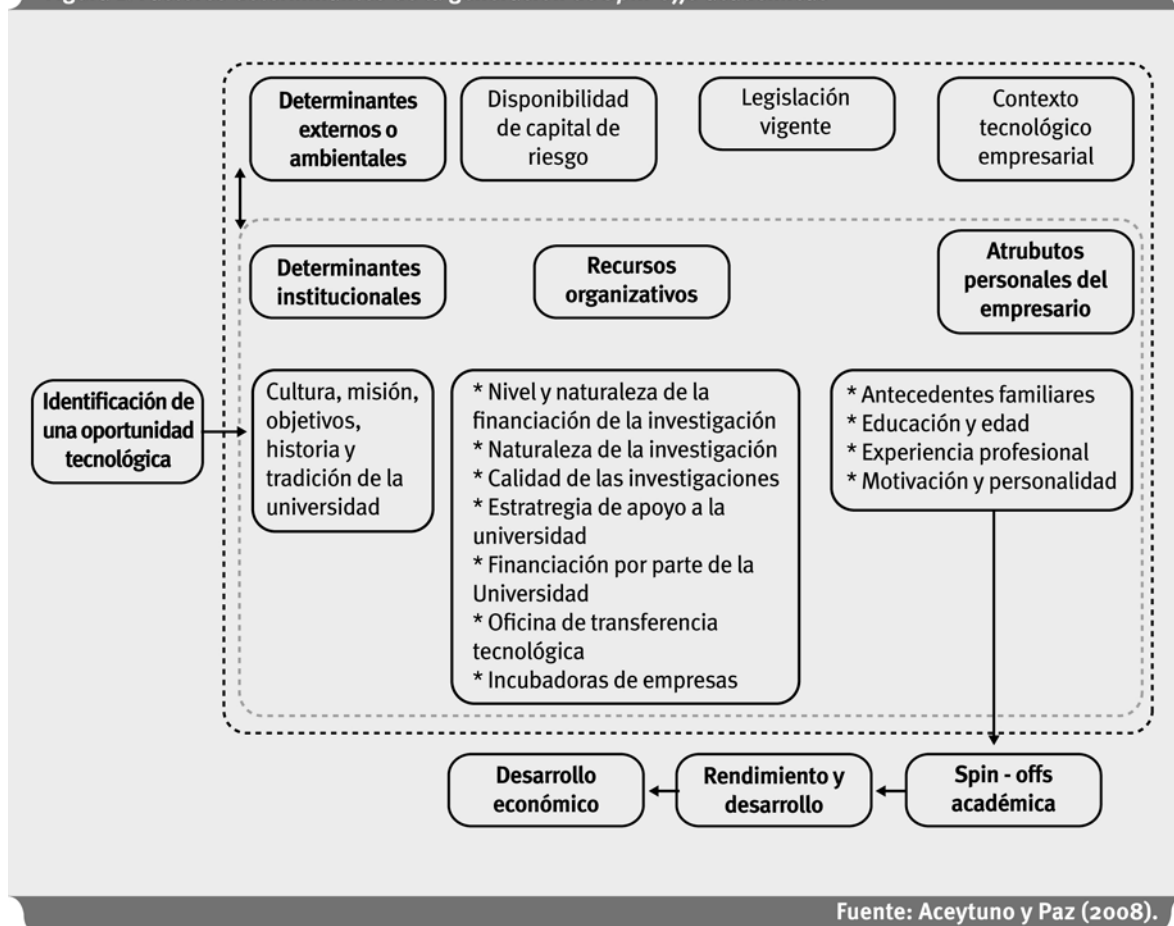 Determinantes
externos o
ambientales
Disponibilidad
de capital de
riesgo
Legislación
vigente
Contexto
tecnológico
empresarial
Determinantes
institucionales
Recursos
organizativos
Atrubutos
personales del
empresario
Identificación de
una oportunidad
tecnológica
Cultura, misión,
objetivos,
historia y
tradición de la
universidad
* Nivel y naturaleza de la
financiación de la investigación
* Naturaleza de la investigación
* Calidad de las investigaciones
* Estratregia de apoyo a la
universidad
* Financiación por parte de la
Universidad
* Oficina de transferencia
tecnológica
* Incubadoras de empresas
* Antecedentes familiares
* Educación y edad
* Experiencia profesional
* Motivación y personalidad
Desarrollo
económico
Rendimiento y
desarrollo
Spin - offs
académica
Fuente: Aceytuno y Paz (2008).